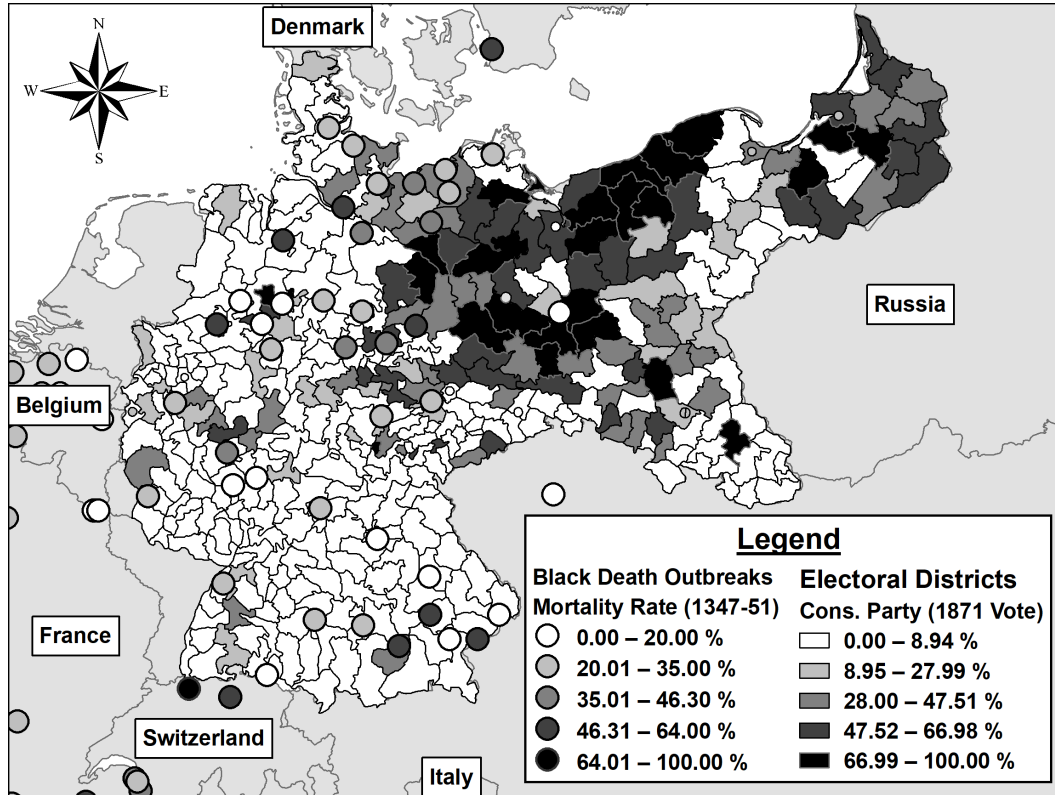 Denmark
N
W
E
S
Russia
Belgium
France
Switzerland
Italy
Legend
Black Death Outbreaks
Mortality Rate (1347-51)
0.00 – 20.00 %
20.01 – 35.00 %
35.01 – 46.30 %
46.31 – 64.00 %
64.01 – 100.00 %
Electoral Districts
Cons. Party (1871 Vote)
0.00 – 8.94 %
8.95 – 27.99 %
28.00 – 47.51 %
47.52 – 66.98 %
66.99 – 100.00 %